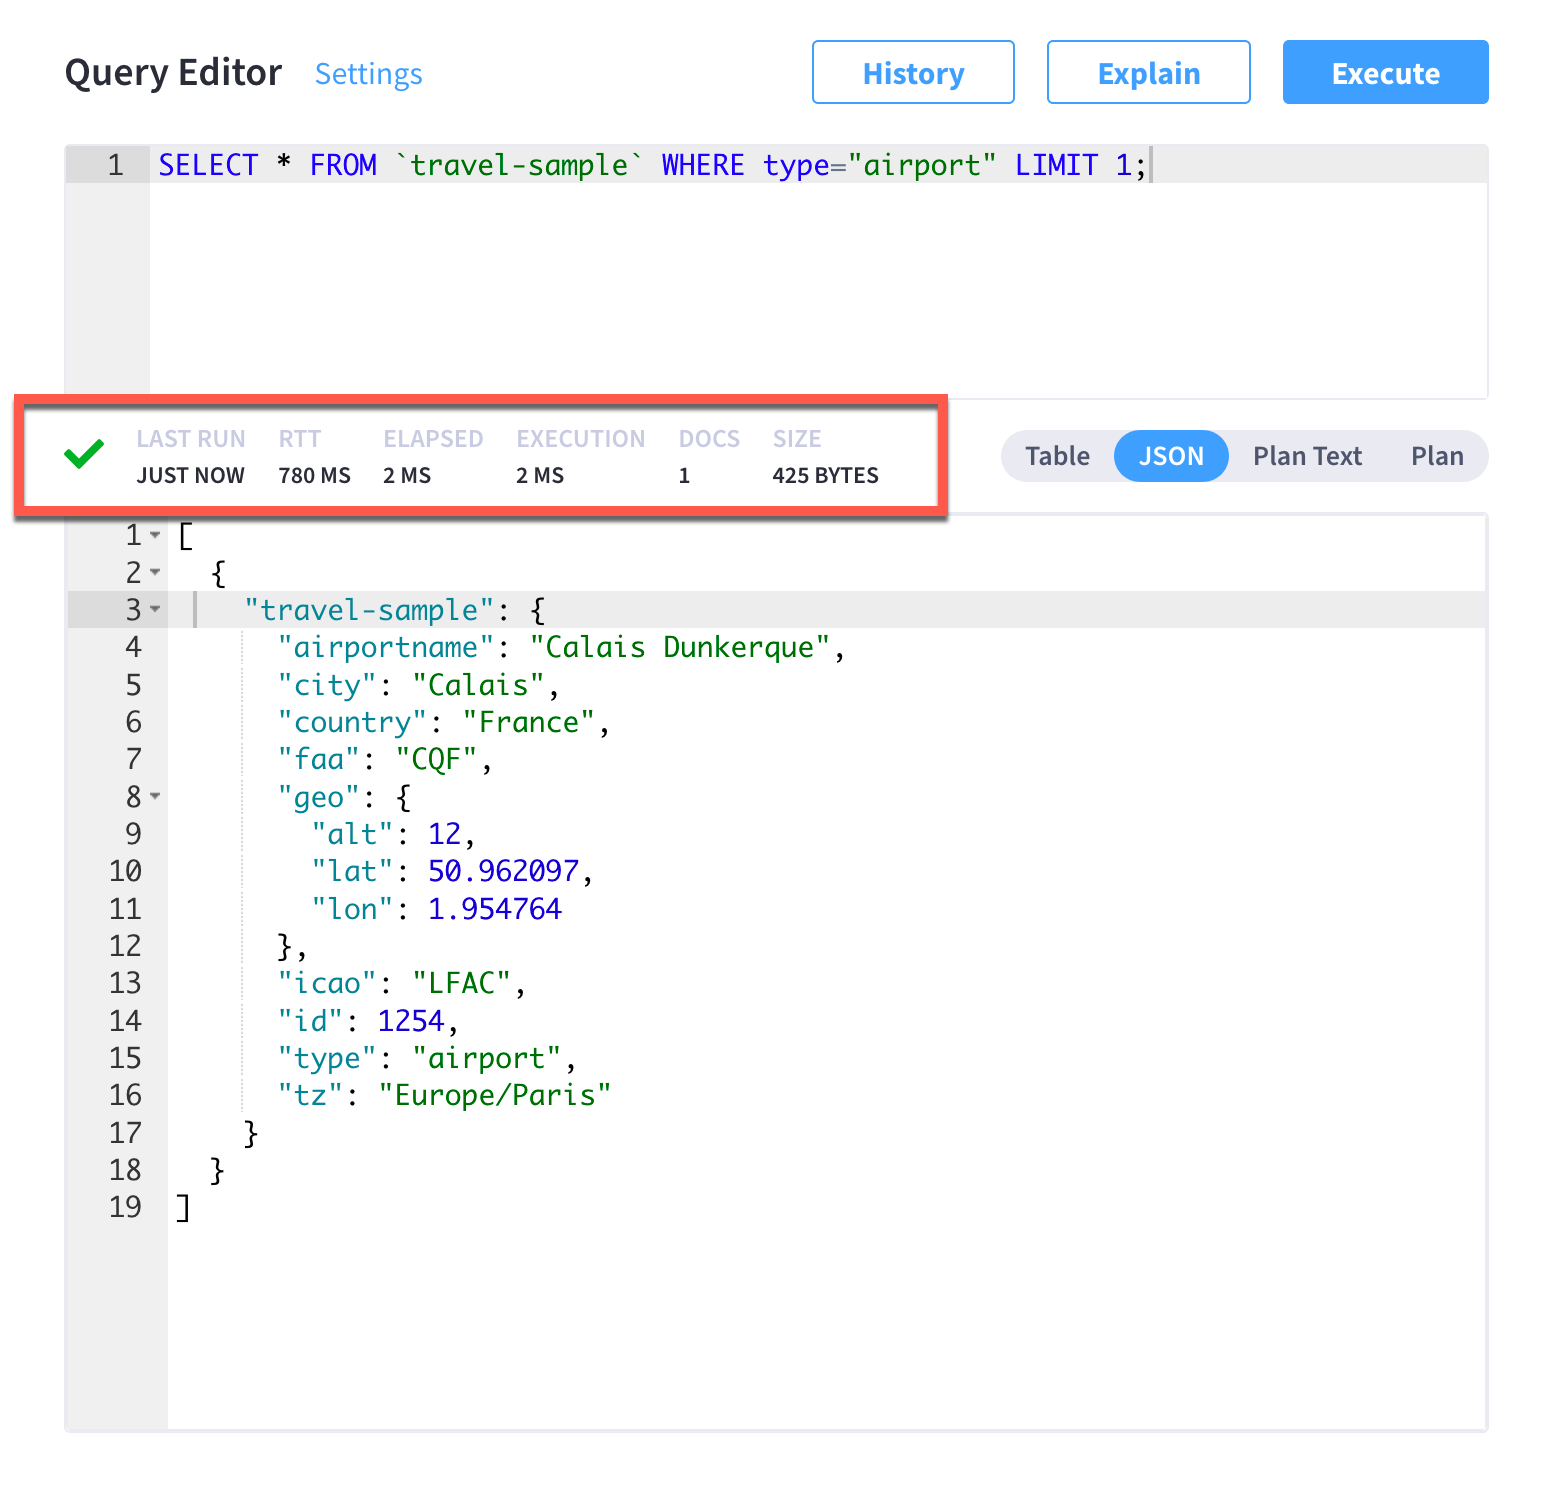 Query Editor Settings History Explain Execute
1 SELECT * FROM `travel-sample` WHERE type="airport" LIMIT 1;
LAST RUN RTT ELAPSED EXECUTION DOCS SIZE
JUST NOW 780 MS 2 MS 2 MS 1 425 BYTES
Table JSON Plan Text Plan
1 [
2   {
3     "travel-sample": {
4       "airportname": "Calais Dunkerque",
5       "city": "Calais",
6       "country": "France",
7       "faa": "CQF",
8       "geo": {
9         "alt": 12,
10         "lat": 50.962097,
11         "lon": 1.954764
12       },
13       "icao": "LFAC",
14       "id": 1254,
15       "type": "airport",
16       "tz": "Europe/Paris"
17     }
18   }
19 ]